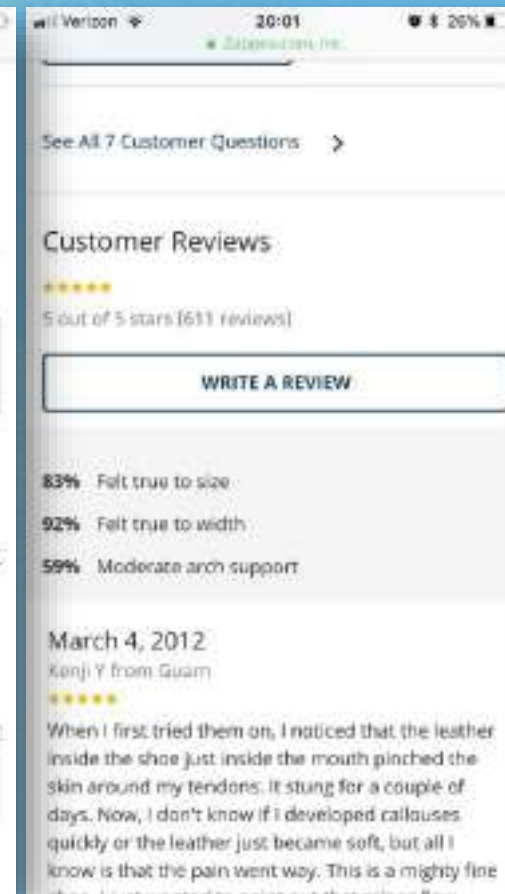 Verizon 20:01 26%
See All 7 Customer Questions >
Customer Reviews
5 out of 5 stars (611 reviews)
WRITE A REVIEW
83% Felt true to size
92% Felt true to width
59% Moderate arch support
March 4, 2012
Kenji Y from Guam
When I first tried them on, I noticed that the leather
inside the shoe just inside the mouth pinched the
skin around my tendons. It stung for a couple of
days. Now, I don't know if I developed callouses
quickly or the leather just became soft, but all I
know is that the pain went way. This is a mighty fine